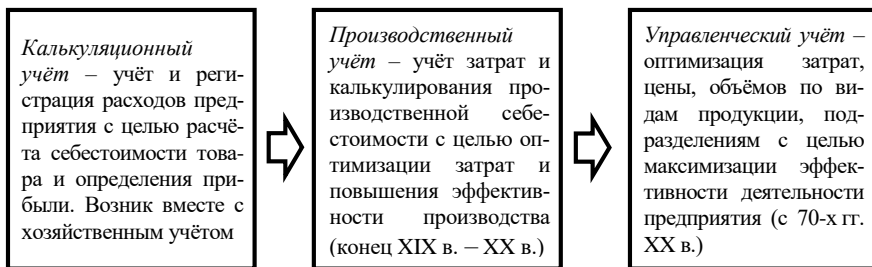 Калькуляционный
учёт – учёт и реги-
страция расходов пред-
приятия с целью расчё-
та себестоимости това-
ра и определения при-
были. Возник вместе с
хозяйственным учётом
Производственный
учёт – учёт затрат и
калькулирования про-
изводственной себе-
стоимости с целью оп-
тимизации затрат и
повышения эффектив-
ности производства
(конец XIX в. – XX в.)
Управленческий учёт –
оптимизация затрат,
цены, объёмов по ви-
дам продукции, под-
разделениям с целью
максимизации эффек-
тивности деятельности
предприятия (с 70-х гг.
XX в.)